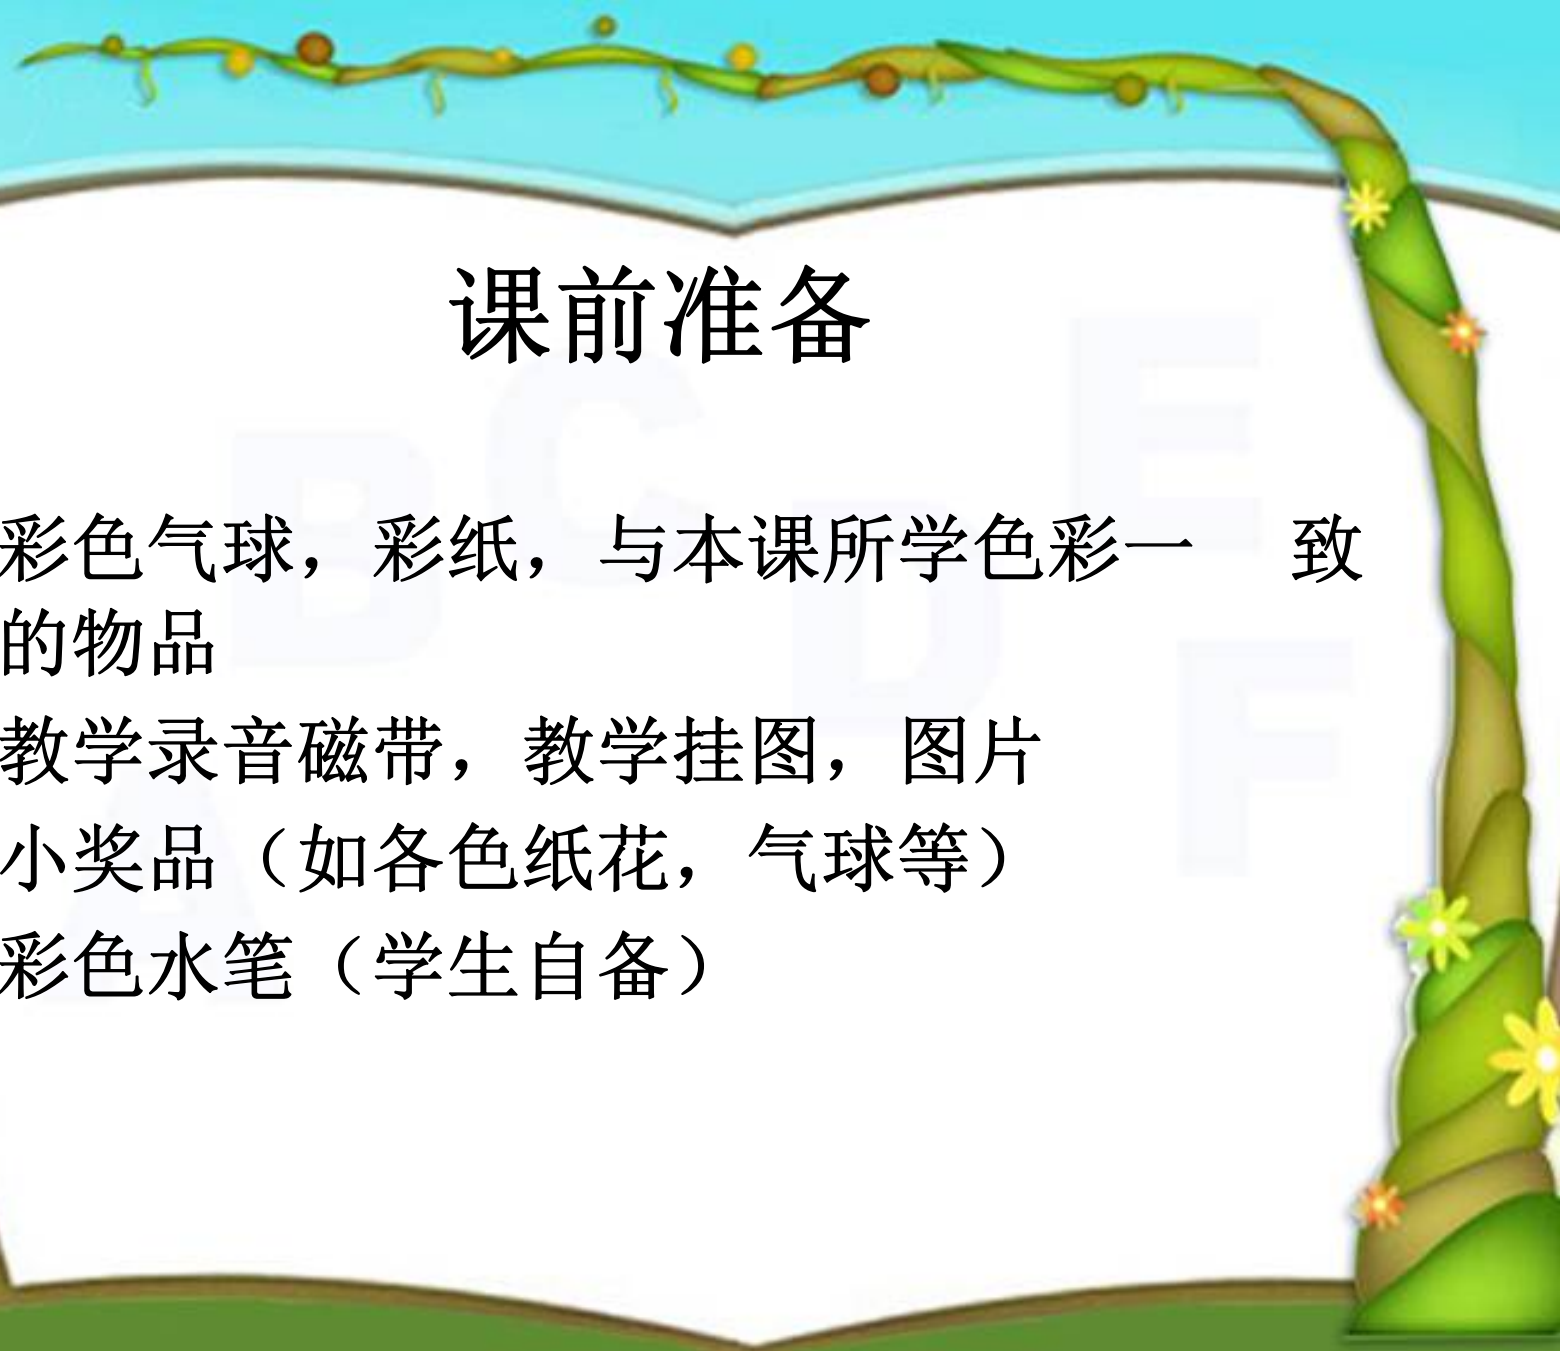 课前准备
彩色气球，彩纸，与本课所学色彩一 致
的物品
教学录音磁带，教学挂图，图片
小奖品（如各色纸花，气球等）
彩色水笔（学生自备）
B
C
D
E
F
A